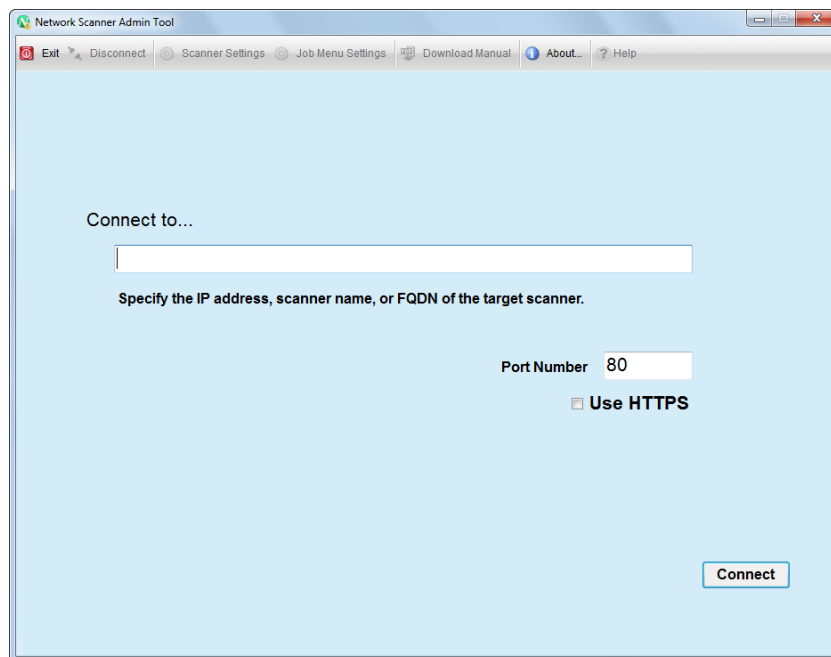 Network Scanner Admin Tool
Exit Disconnect Scanner Settings Job Menu Settings Download Manual About... Help
Connect to...
Specify the IP address, scanner name, or FQDN of the target scanner.
Port Number 80
Use HTTPS
Connect